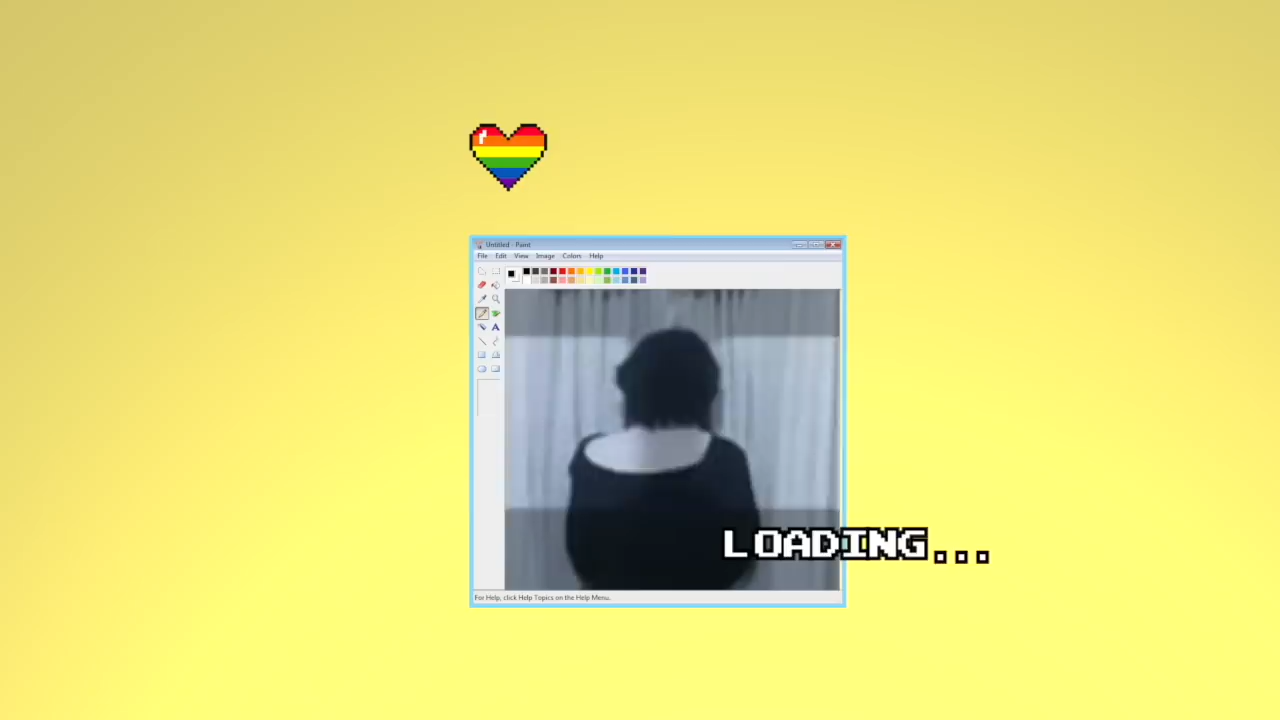 Untitled - Paint
File Edit View Image Colors Help
A
LOADING...
For Help, click Help Topics on the Help Menu.